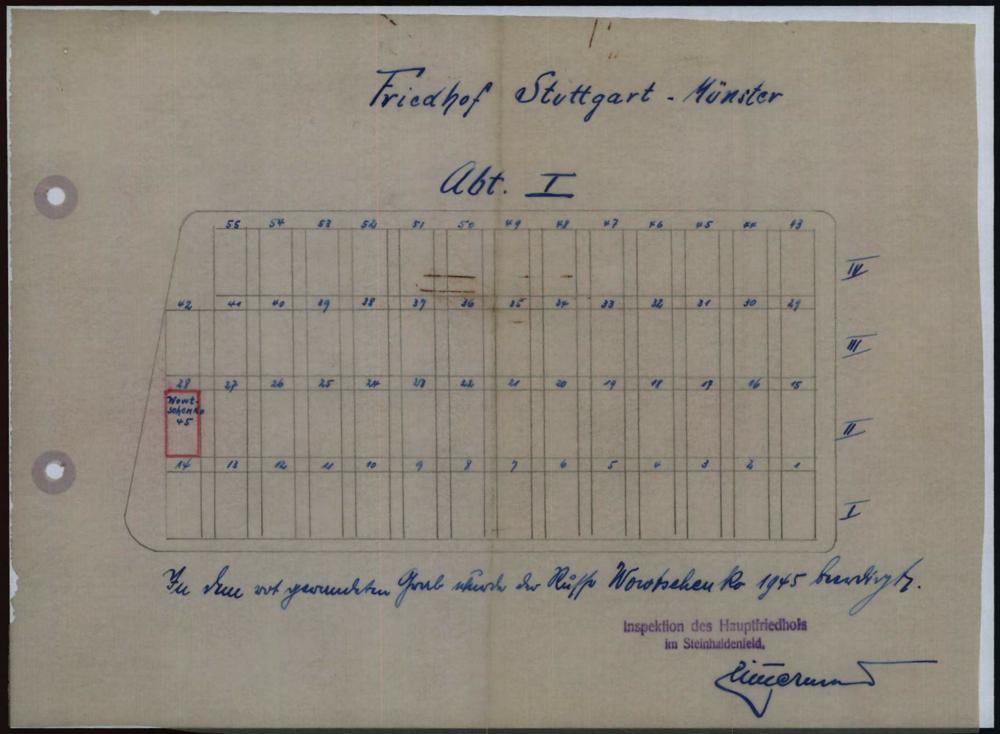 Friedhof Stuttgart - Münster
Abt. I
55 54 53 52 51 50 49 48 47 46 45 44 43
IV
42 41 40 39 38 37 36 35 34 33 32 31 30 29
III
28 27 26 25 24 23 22 21 20 19 18 17 16 15
Wowt-
schenko
45
II
14 13 12 11 10 9 8 7 6 5 4 3 2 1
I
In dem rot geränderten Grab wurde der Russe Wowtschenko 1945 beerdigt.
Inspektion des Hauptfriedhofs
im Steinhaldenfeld.